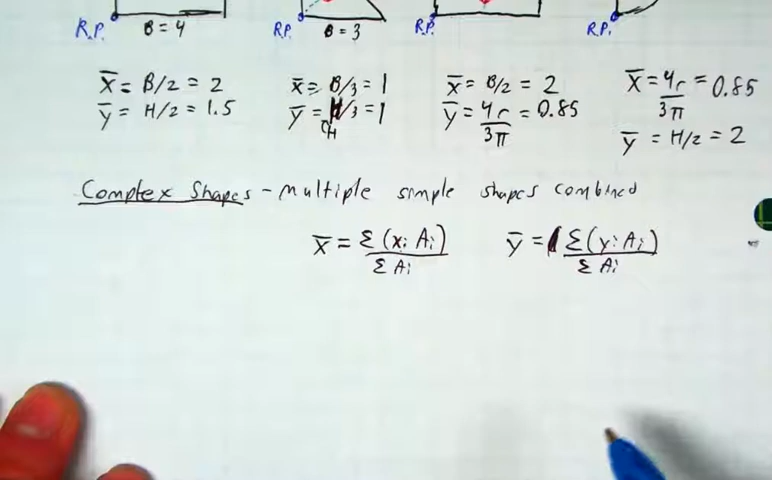 R.P. B = 4 R.P. B = 3 R.P. R.P.
x̄ = B/2 = 2 x̄ = B/3 = 1 x̄ = B/2 = 2 x̄ = 4r/3π = 0.85
ȳ = H/2 = 1.5 ȳ = H/3 = 1 ȳ = 4r/3π = 0.85 ȳ = H/2 = 2
Complex Shapes - multiple simple shapes combined
x̄ = Σ(xi Ai)/ΣAi ȳ = Σ(yi Ai)/ΣAi